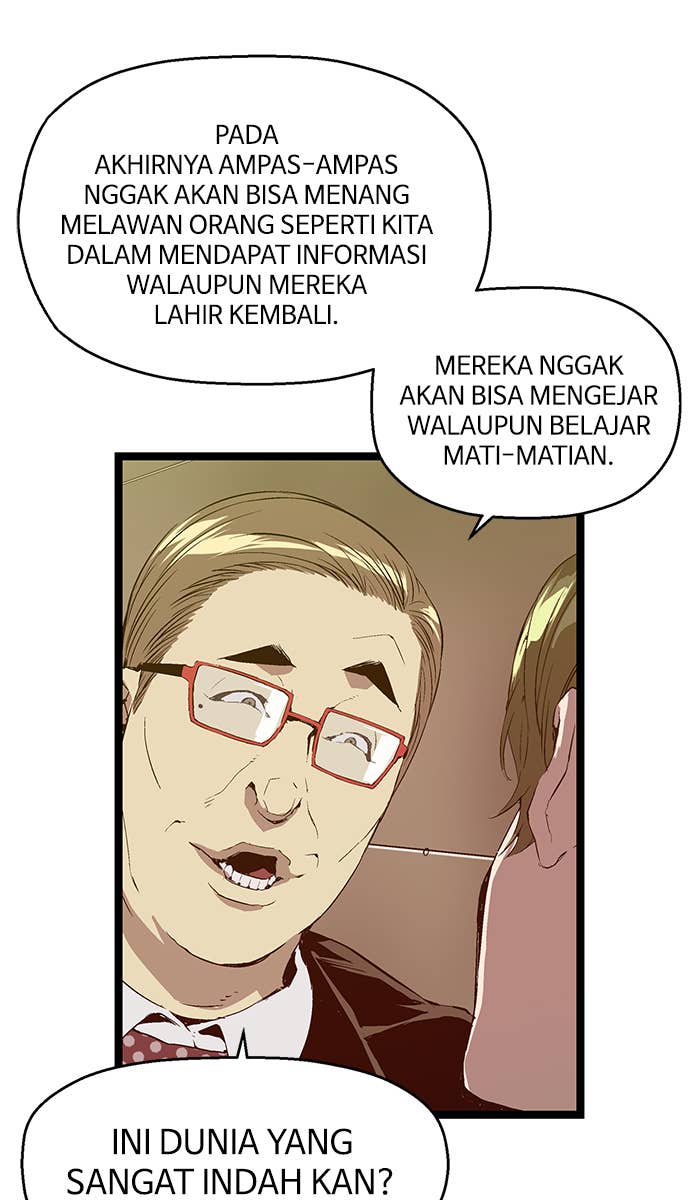 PADA
AKHIRNYA AMPAS-AMPAS
NGGAK AKAN BISA MENANG
MELAWAN ORANG SEPERTI KITA
DALAM MENDAPAT INFORMASI
WALAUPUN MEREKA
LAHIR KEMBALI.
MEREKA NGGAK
AKAN BISA MENGEJAR
WALAUPUN BELAJAR
MATI-MATIAN.
INI DUNIA YANG
SANGAT INDAH KAN?